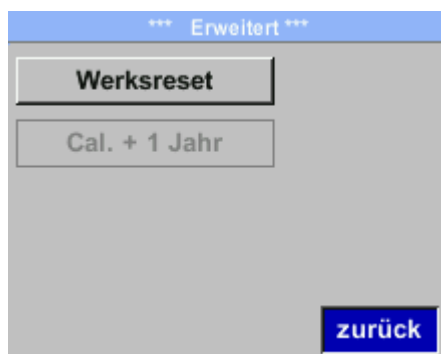 *** Erweitert ***
Werksreset
Cal. + 1 Jahr
zurück